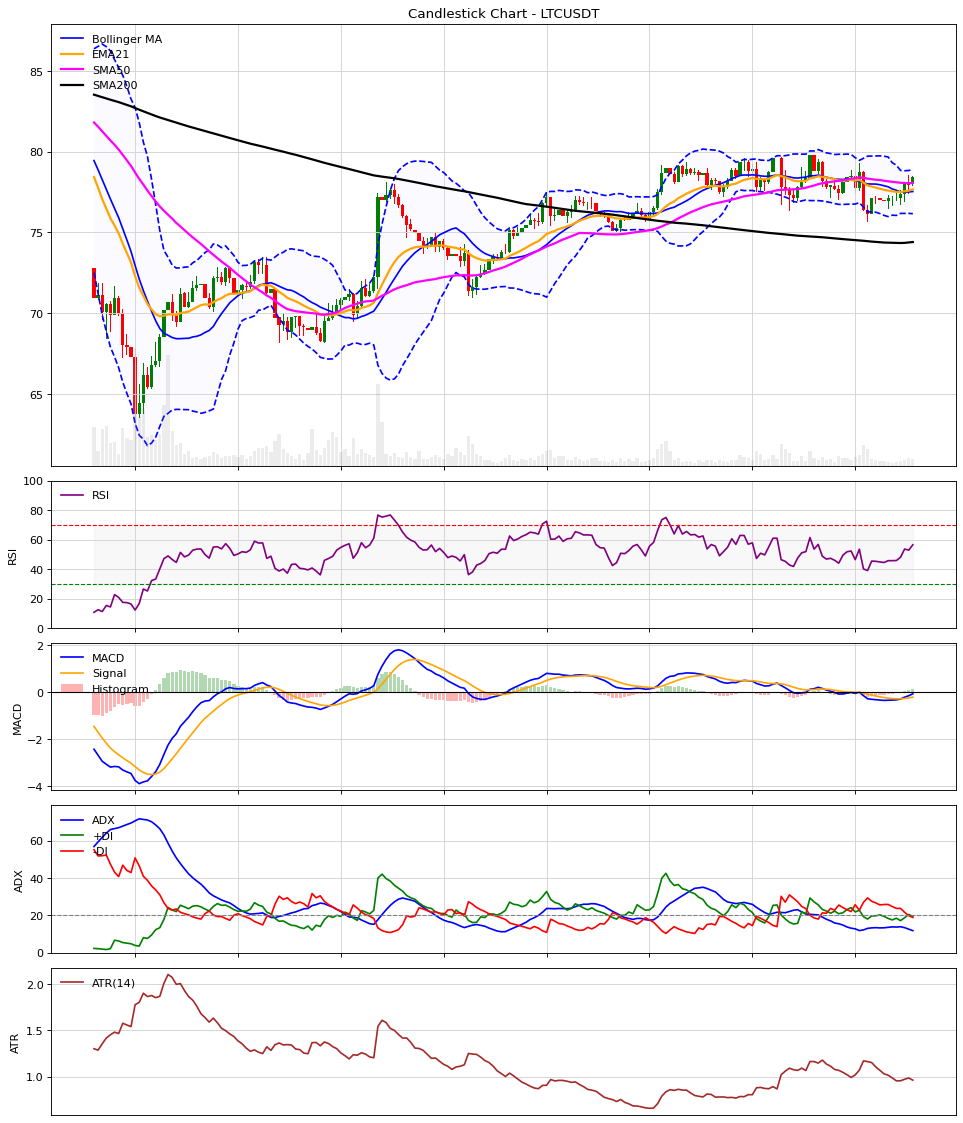 Candlestick Chart - LTCUSDT
Bollinger MA
EMA21
SMA50
SMA200
85
80
75
70
65
RSI
RSI
100
80
60
40
20
0
MACD
Signal
Histogram
MACD
2
0
−2
−4
ADX
+DI
-DI
ADX
60
40
20
0
ATR(14)
ATR
2.0
1.5
1.0